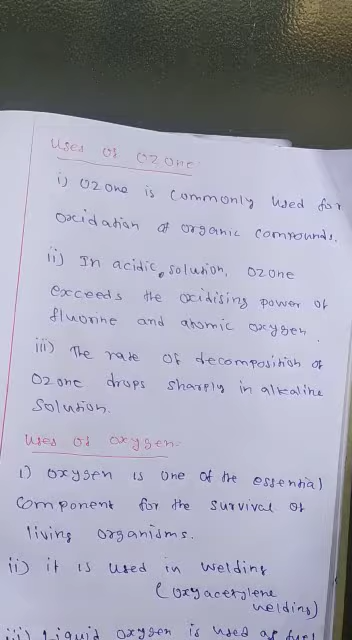 Uses of Ozone:
i) Ozone is commonly used for
oxidation of organic compounds.
ii) In acidic solution, ozone
exceeds the oxidising power of
fluorine and atomic oxygen.
iii) The rate of decomposition of
Ozone drops sharply in alkaline
Solution.
Uses of oxygen:
i) oxygen is one of the essential
component for the survival of
living organisms.
ii) it is used in welding
(oxyacetylene
welding)
iii) liquid oxygen is used as fuel